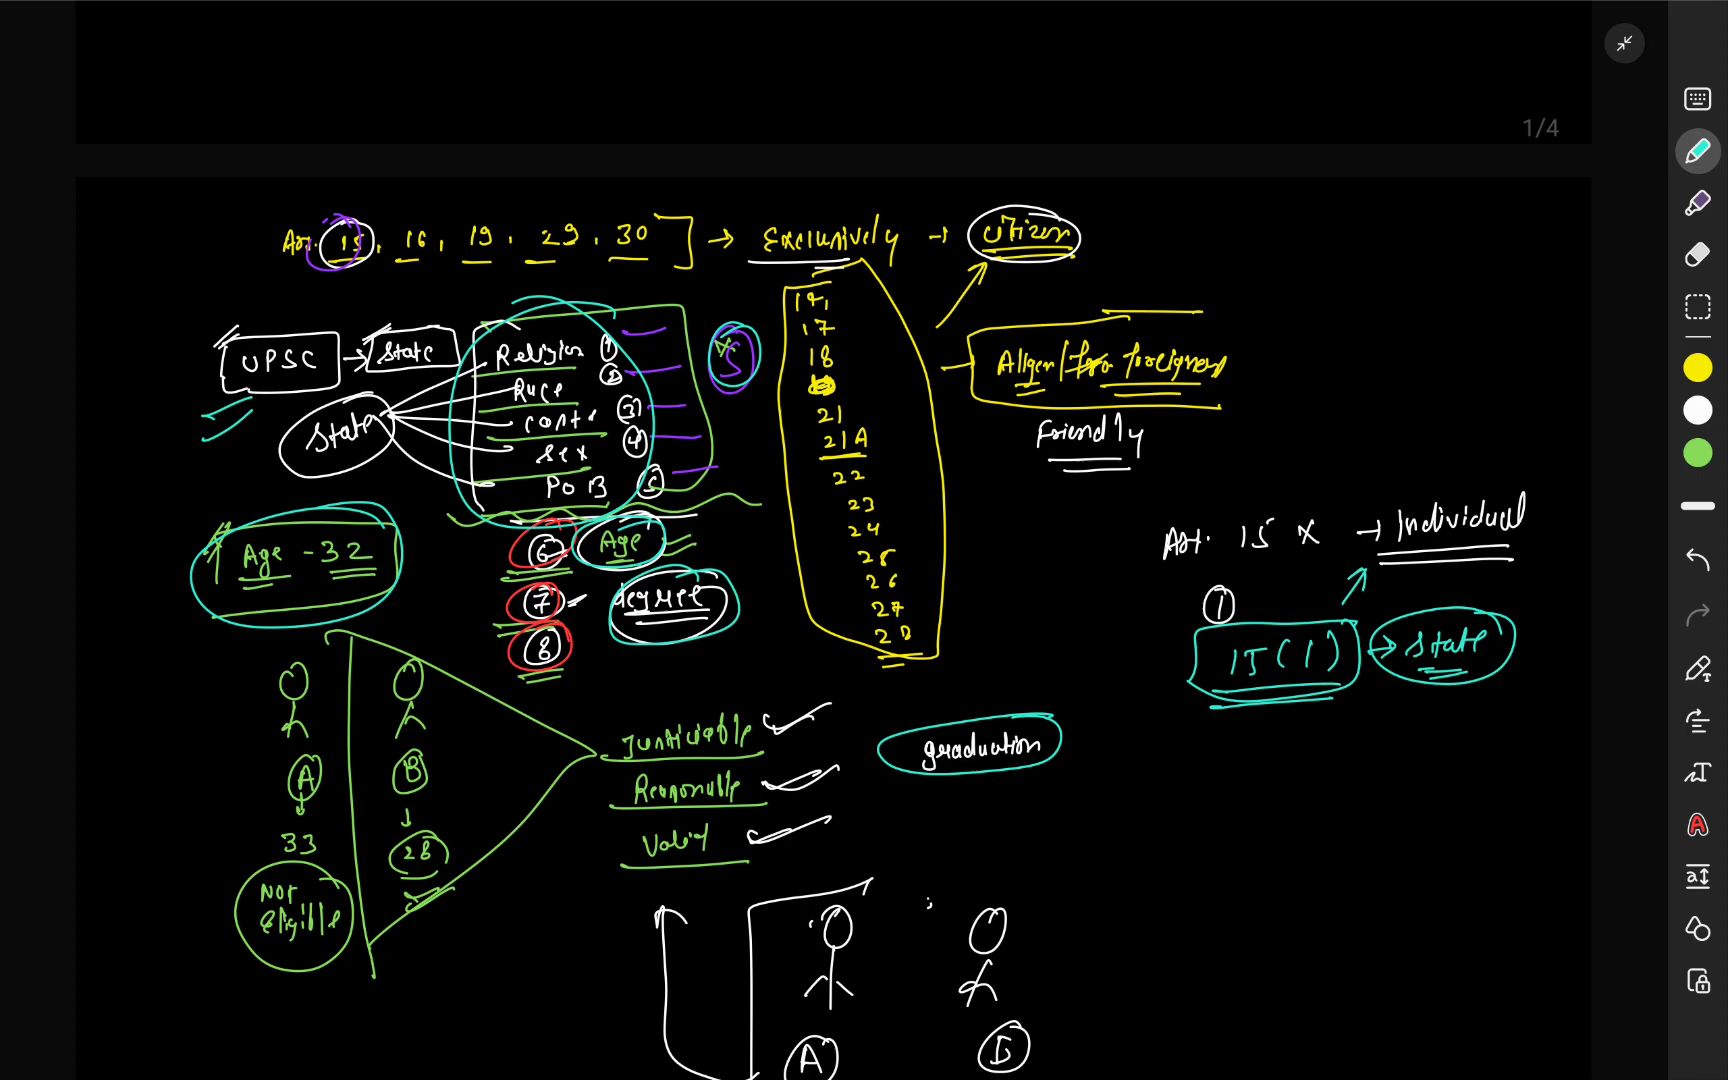 1/4
Art. 15, 16, 19, 29, 30 ] → Exclusively → citizen
UPSC → State
State
Religion 1
Race 2
Caste 3
Sex 4
PoB 5
5
14,
17
18
21
21A
22
23
24
25
26
27
28
Foreigners
Friendly
Age - 32
6 Age
7 - degree
8
Art. 15 X → Individual
1
15(1) → State
A
33
Not Eligible
B
28
Justiciable
Reasonable
Valid
graduation
A
B